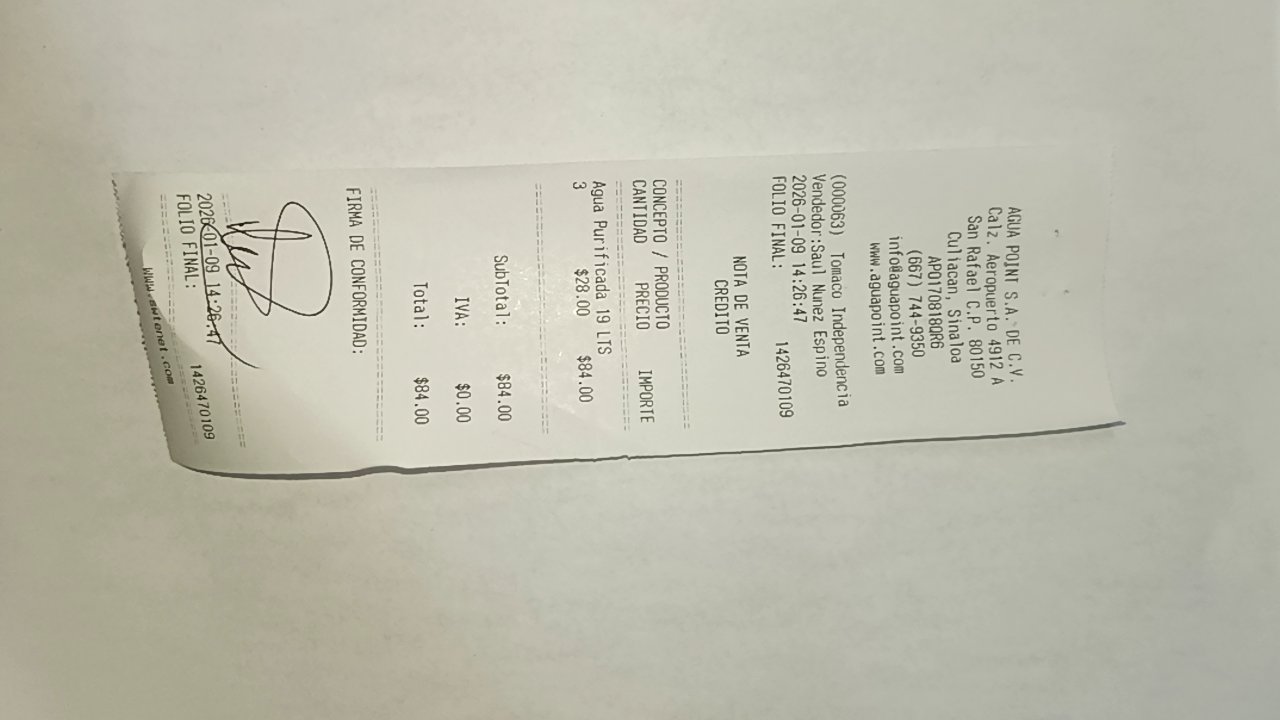 AGUA POINT S.A. DE C.V.
Calz. Aeropuerto 4912 A
San Rafael C.P. 80150
Culiacan, Sinaloa
APO170818QR6
(667) 744-9350
info@aguapoint.com
www.aguapoint.com
(000063) Tomaco Independencia
Vendedor:Saul Nunez Espino
2026-01-09 14:26:47
FOLIO FINAL: 1426470109
NOTA DE VENTA
CREDITO
CONCEPTO / PRODUCTO
CANTIDAD PRECIO IMPORTE
Agua Purificada 19 LTS
3 $28.00 $84.00
SubTotal: $84.00
IVA: $0.00
Total: $84.00
FIRMA DE CONFORMIDAD:
2026-01-09 14:26:47
FOLIO FINAL: 1426470109